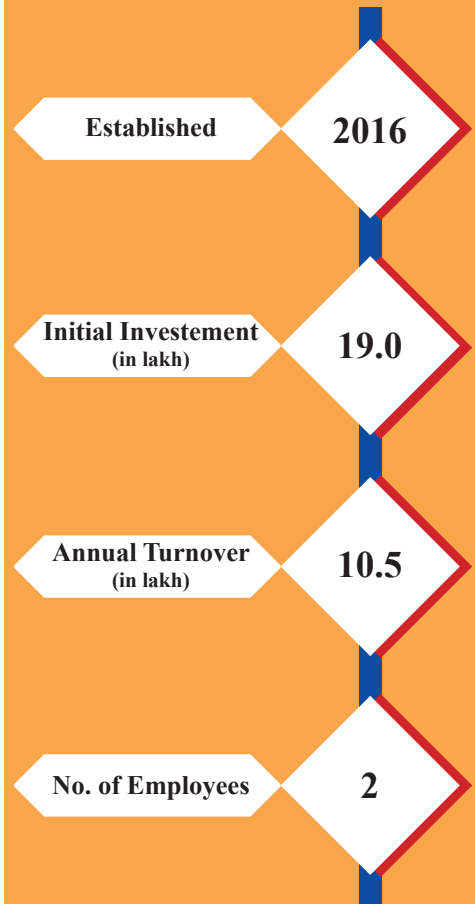 Established
2016
Initial Investement
(in lakh)
19.0
Annual Turnover
(in lakh)
10.5
No. of Employees
2